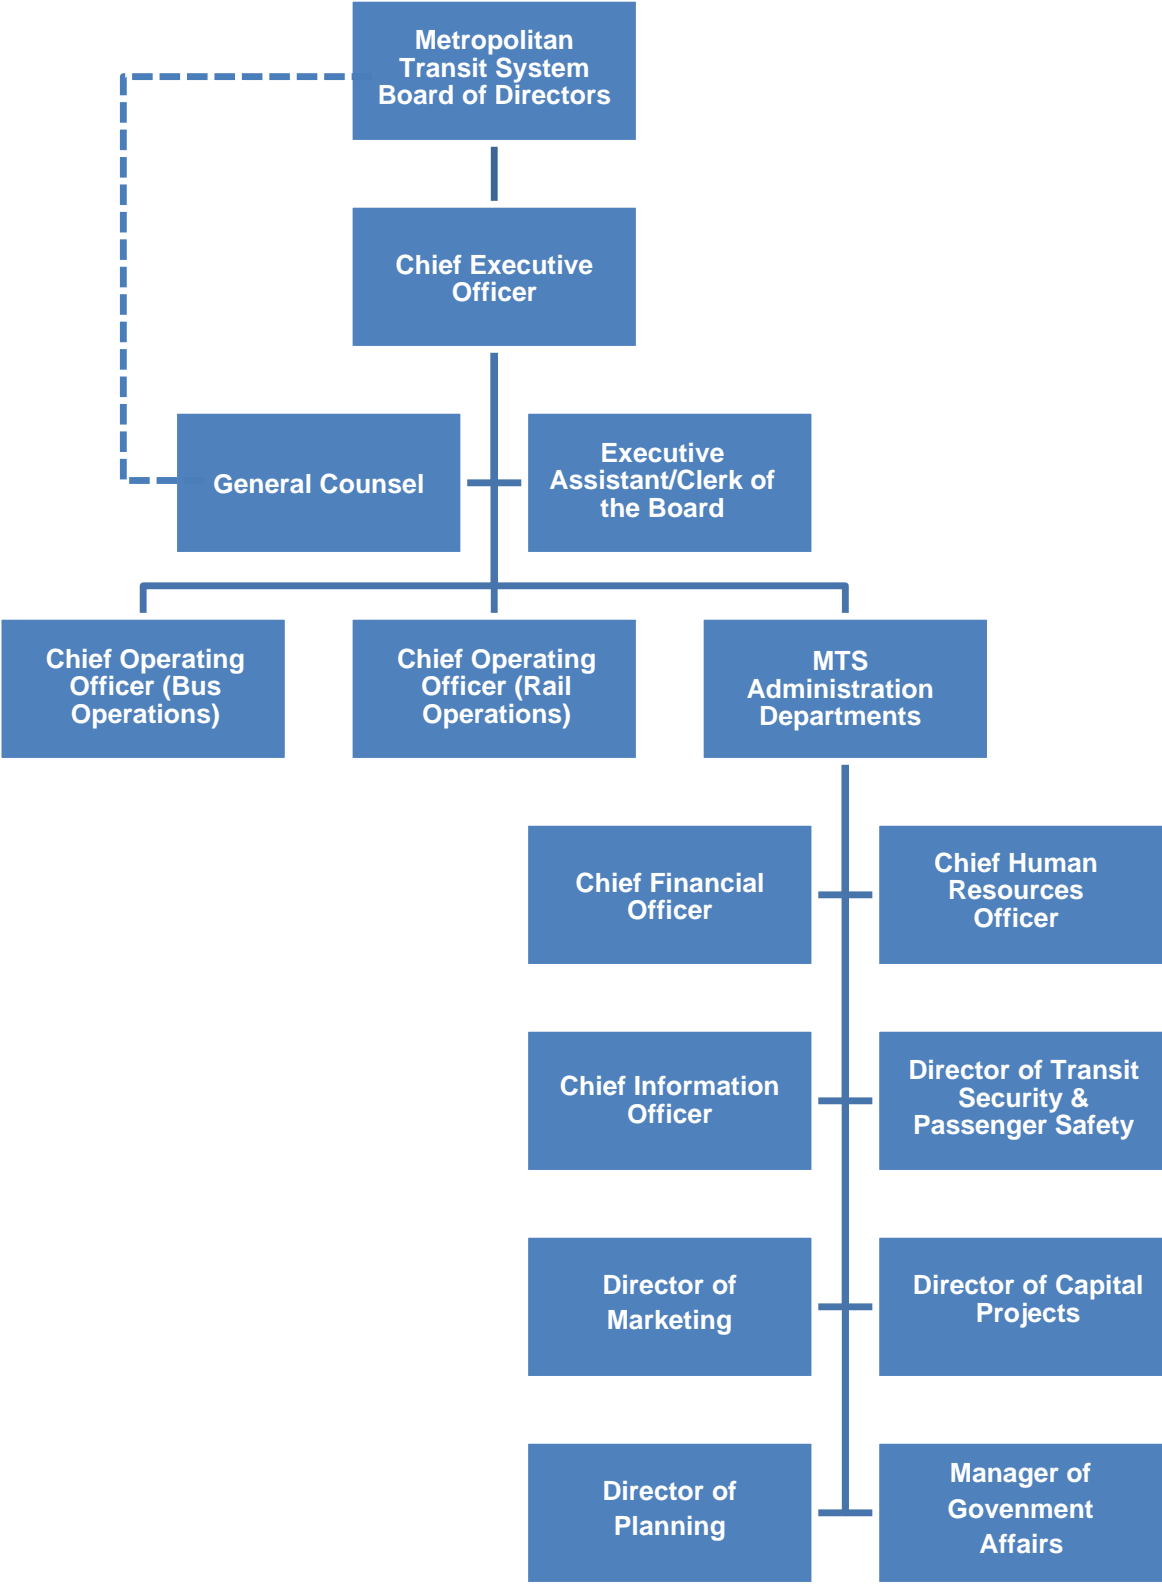 Metropolitan
Transit System
Board of Directors
Chief Executive
Officer
General Counsel
Executive
Assistant/Clerk of
the Board
Chief Operating
Officer (Bus
Operations)
Chief Operating
Officer (Rail
Operations)
MTS
Administration
Departments
Chief Financial
Officer
Chief Human
Resources
Officer
Chief Information
Officer
Director of Transit
Security &
Passenger Safety
Director of
Marketing
Director of Capital
Projects
Director of
Planning
Manager of
Govenment
Affairs